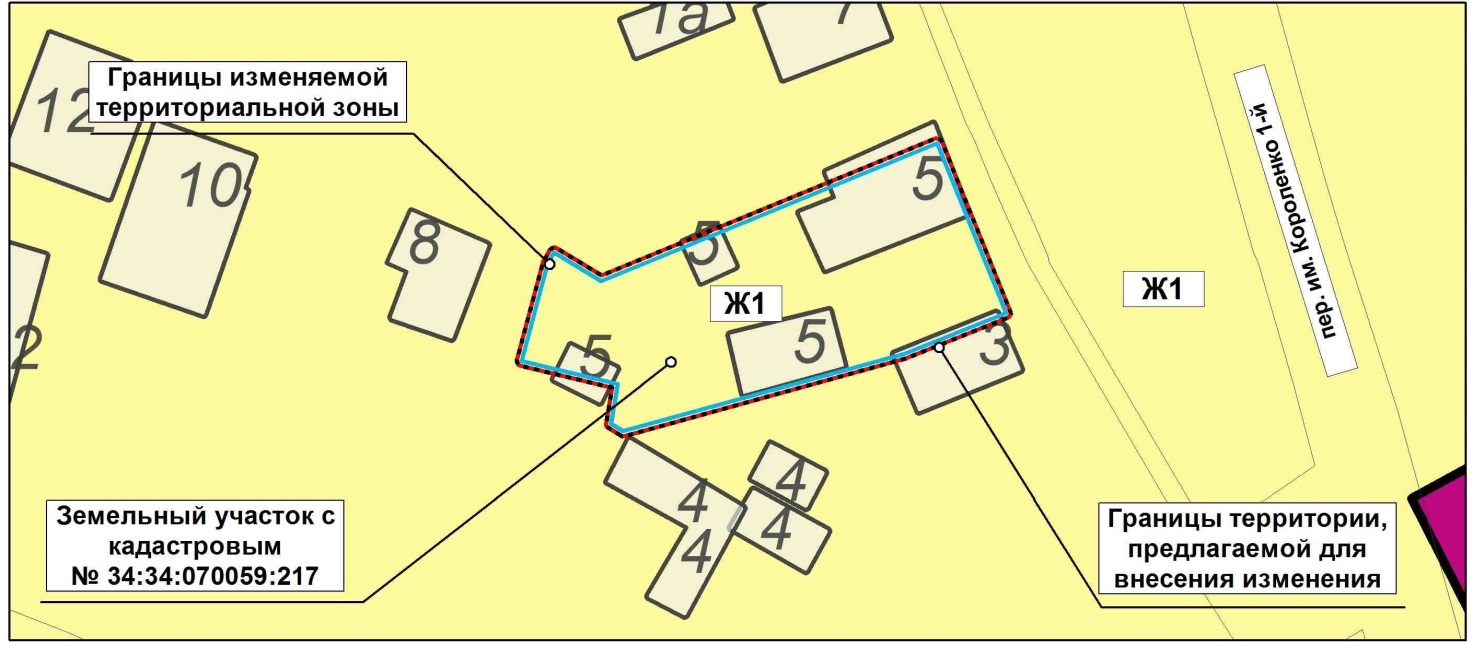 1а
7
Границы изменяемой
территориальной зоны
12
10
8
5
5
Ж1
Ж1
пер. им. Короленко 1-й
2
5
5
3
4
4
4
4
Земельный участок с
кадастровым
№ 34:34:070059:217
Границы территории,
предлагаемой для
внесения изменения